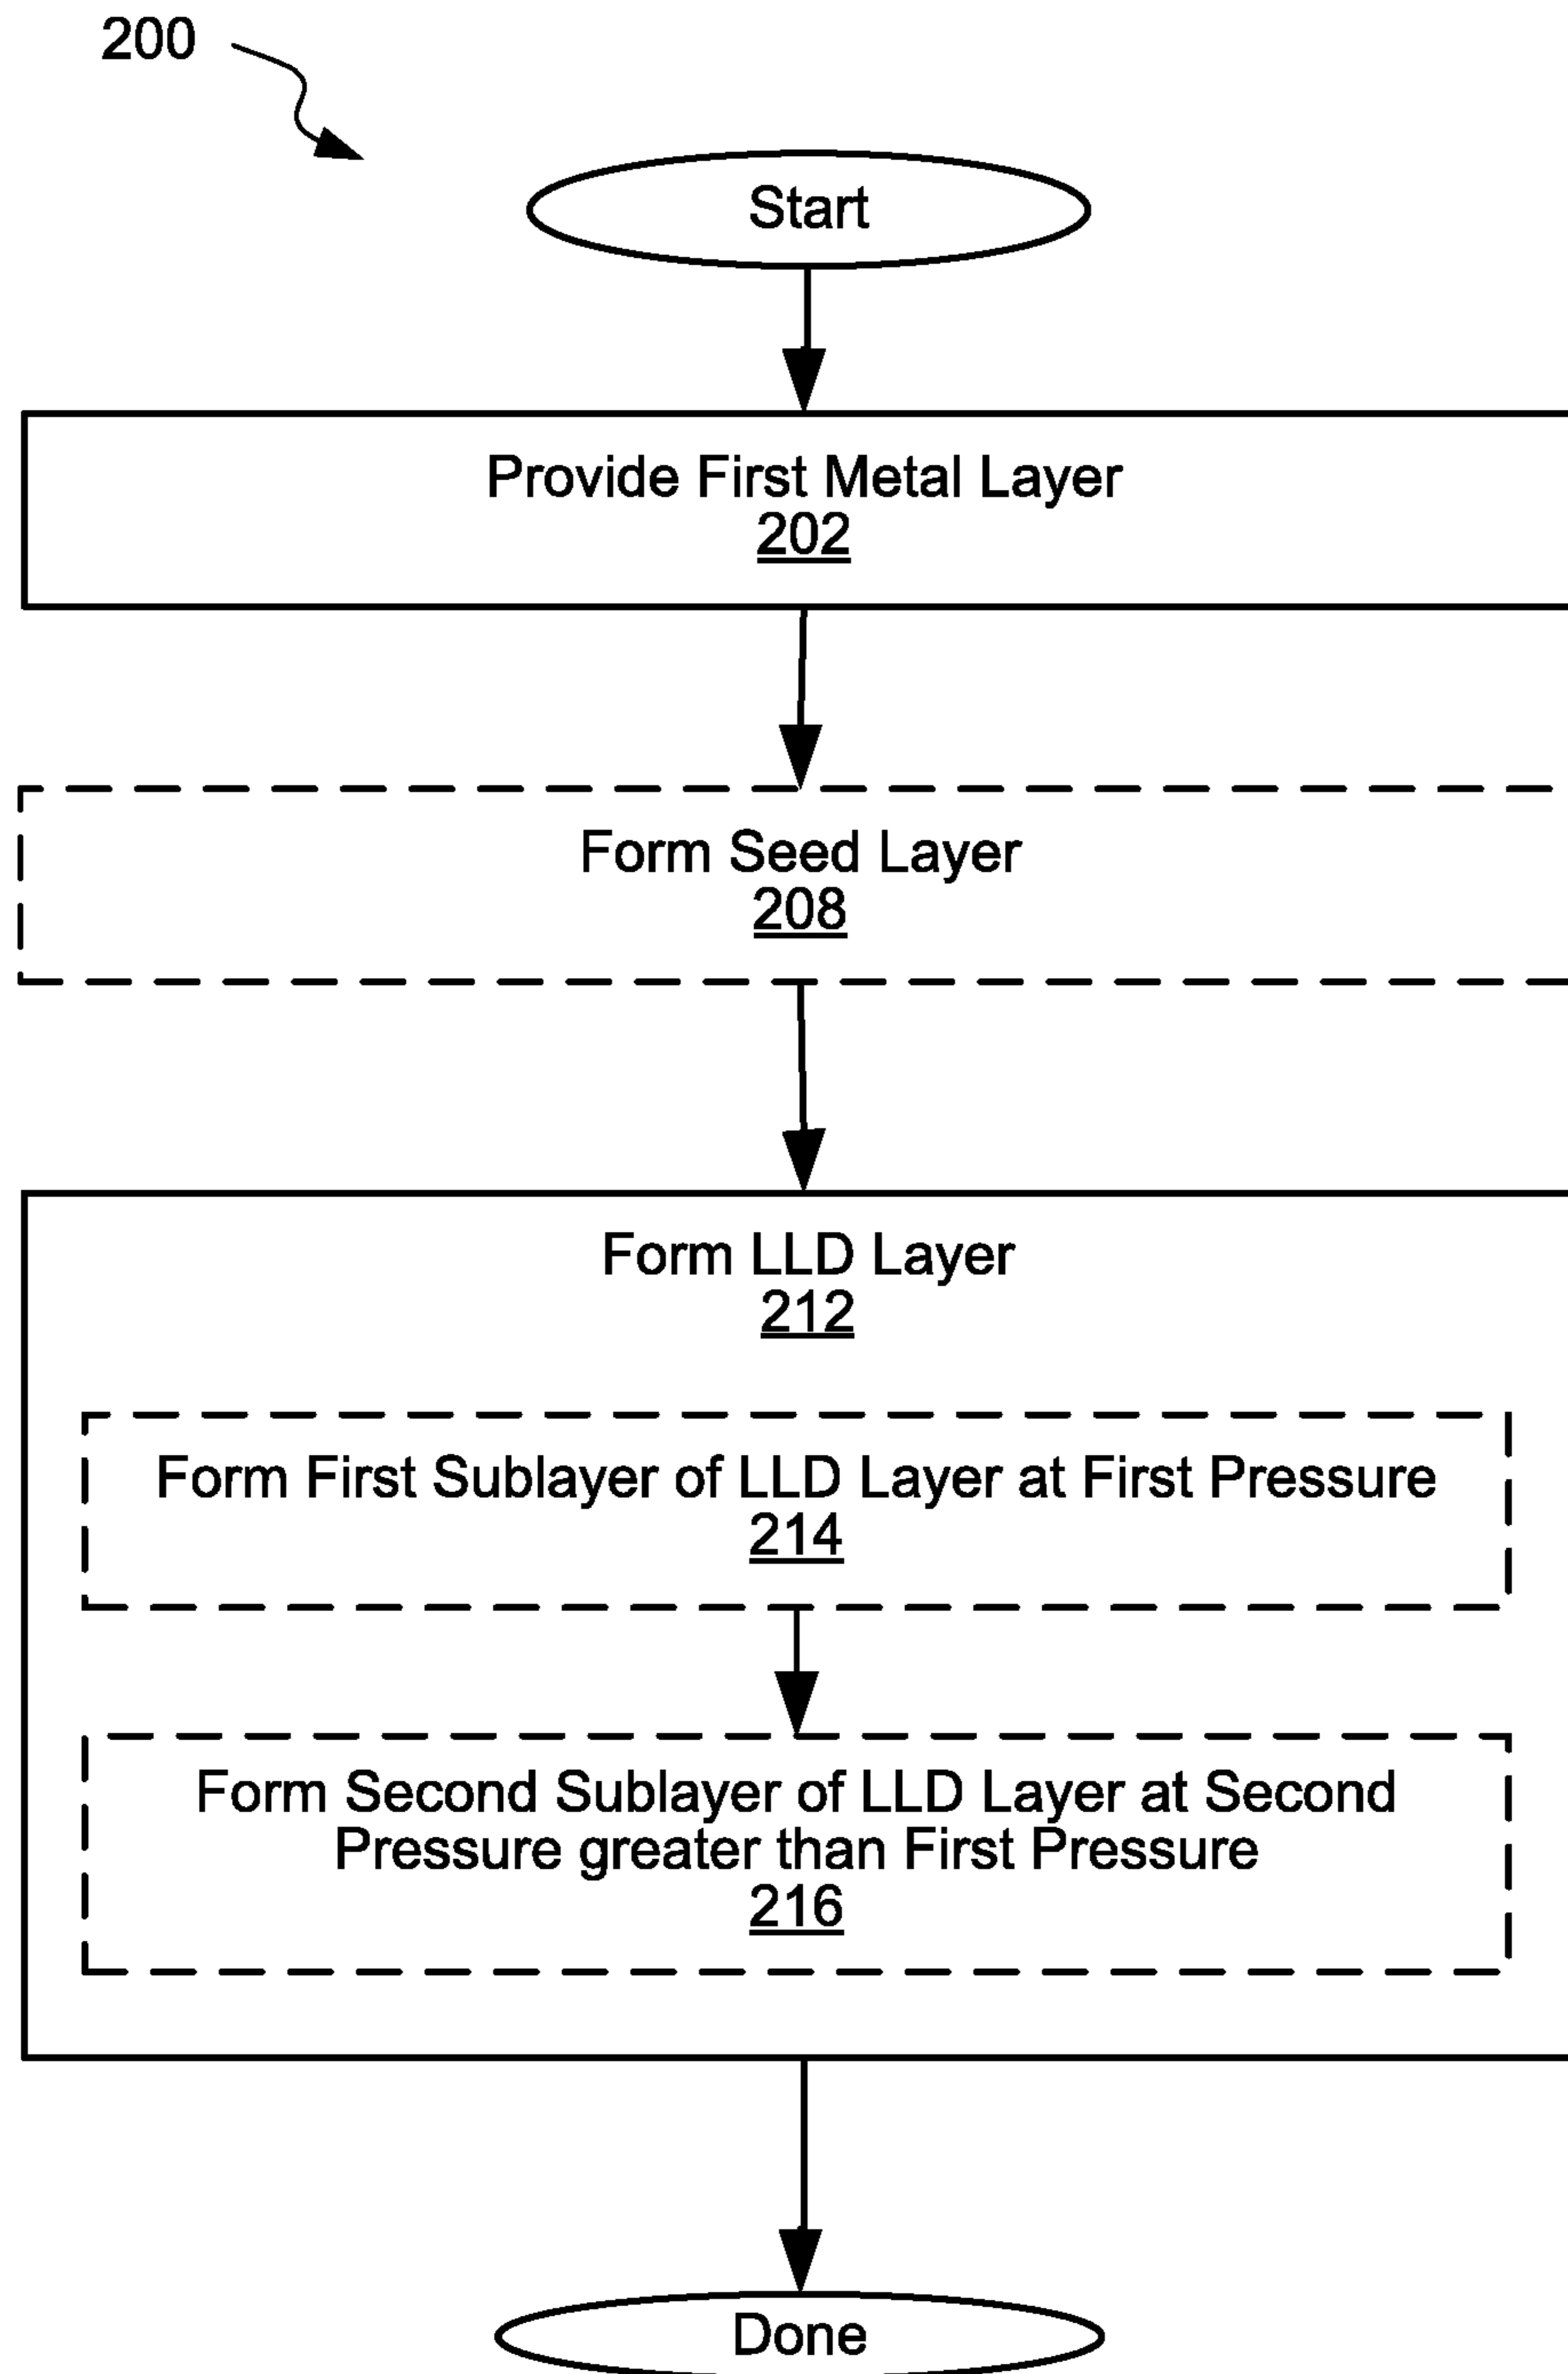 200
Start
Provide First Metal Layer
202
Form Seed Layer
208
Form LLD Layer
212
Form First Sublayer of LLD Layer at First Pressure
214
Form Second Sublayer of LLD Layer at Second
Pressure greater than First Pressure
216
Done